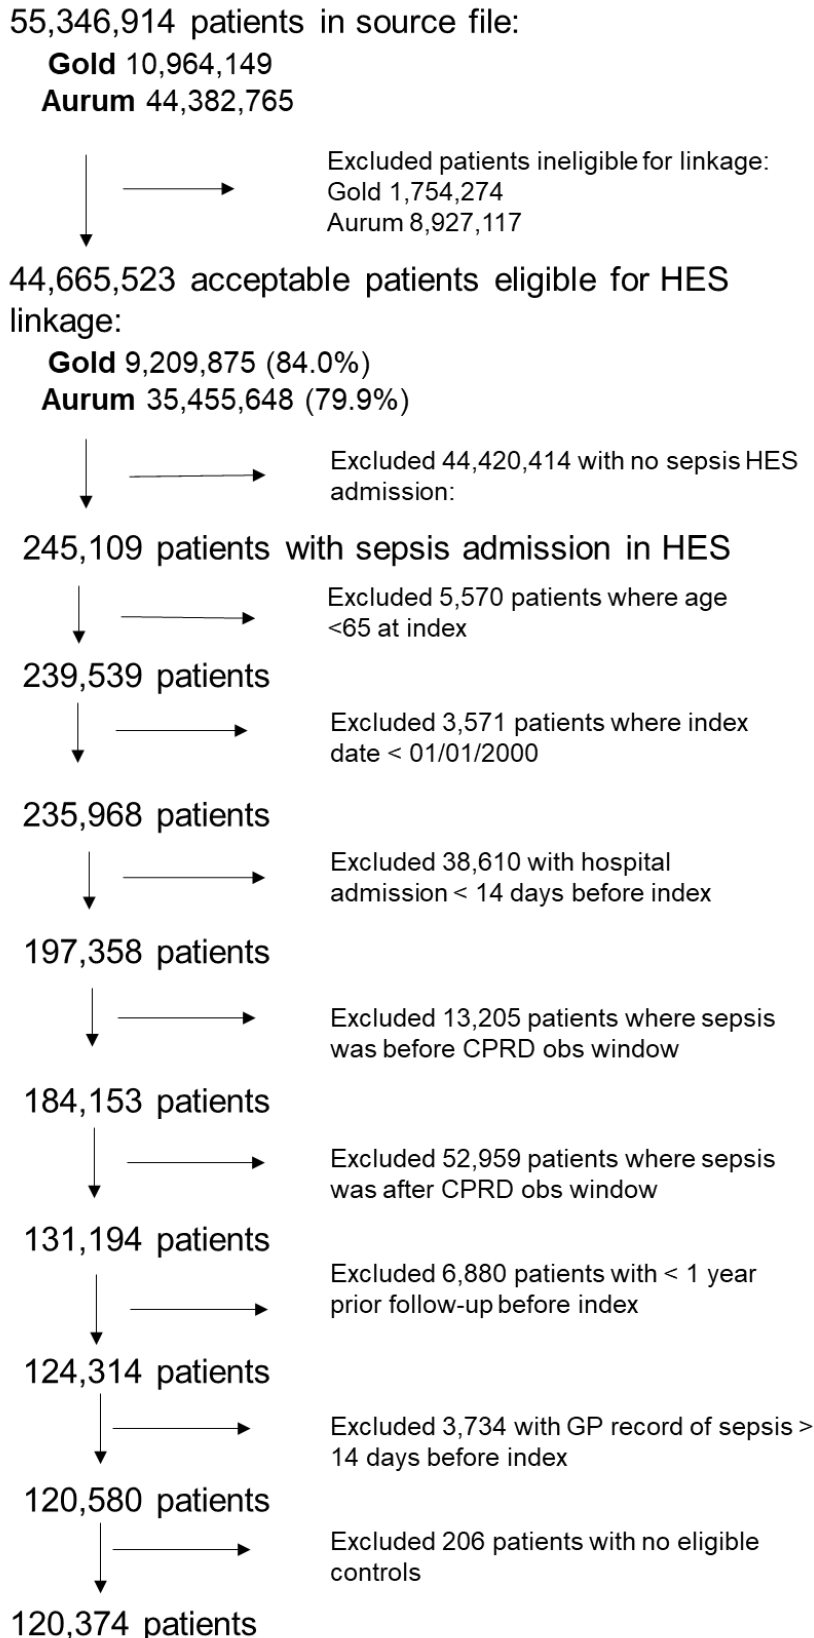 55,346,914 patients in source file:
Gold 10,964,149
Aurum 44,382,765
Excluded patients ineligible for linkage:
Gold 1,754,274
Aurum 8,927,117
44,665,523 acceptable patients eligible for HES
linkage:
Gold 9,209,875 (84.0%)
Aurum 35,455,648 (79.9%)
Excluded 44,420,414 with no sepsis HES
admission:
245,109 patients with sepsis admission in HES
Excluded 5,570 patients where age
<65 at index
239,539 patients
Excluded 3,571 patients where index
date < 01/01/2000
235,968 patients
Excluded 38,610 with hospital
admission < 14 days before index
197,358 patients
Excluded 13,205 patients where sepsis
was before CPRD obs window
184,153 patients
Excluded 52,959 patients where sepsis
was after CPRD obs window
131,194 patients
Excluded 6,880 patients with < 1 year
prior follow-up before index
124,314 patients
Excluded 3,734 with GP record of sepsis >
14 days before index
120,580 patients
Excluded 206 patients with no eligible
controls
120,374 patients